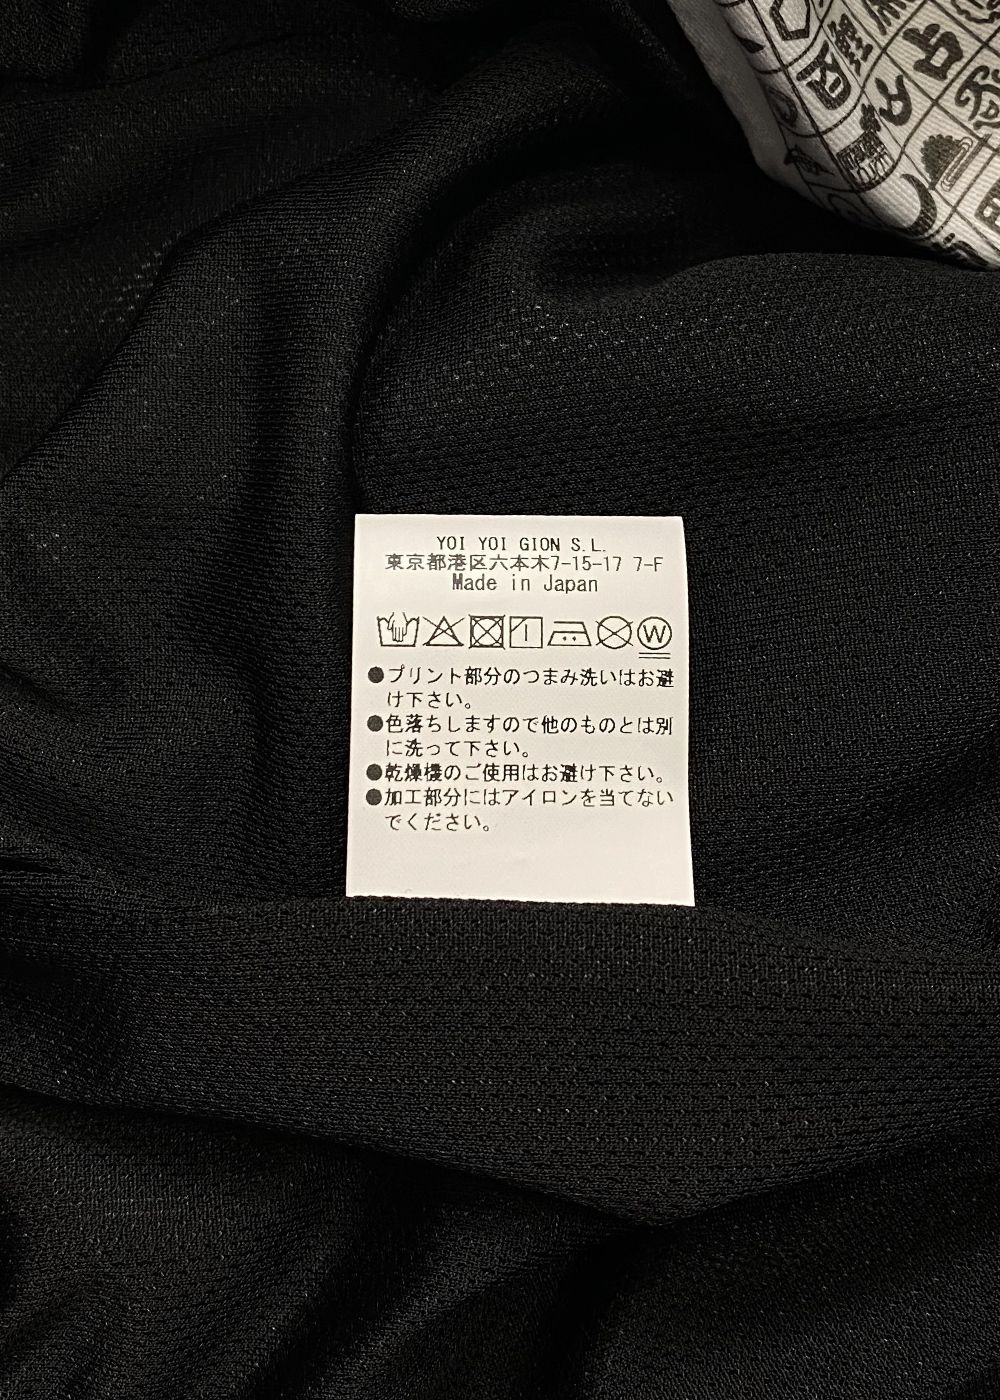 YOI YOI GION S.L.
東京都港区六本木7-15-17 7-F
Made in Japan
W
●プリント部分のつまみ洗いはお避
け下さい。
●色落ちしますので他のものとは別
に洗って下さい。
●乾燥機のご使用はお避け下さい。
●加工部分にはアイロンを当てない
でください。
占